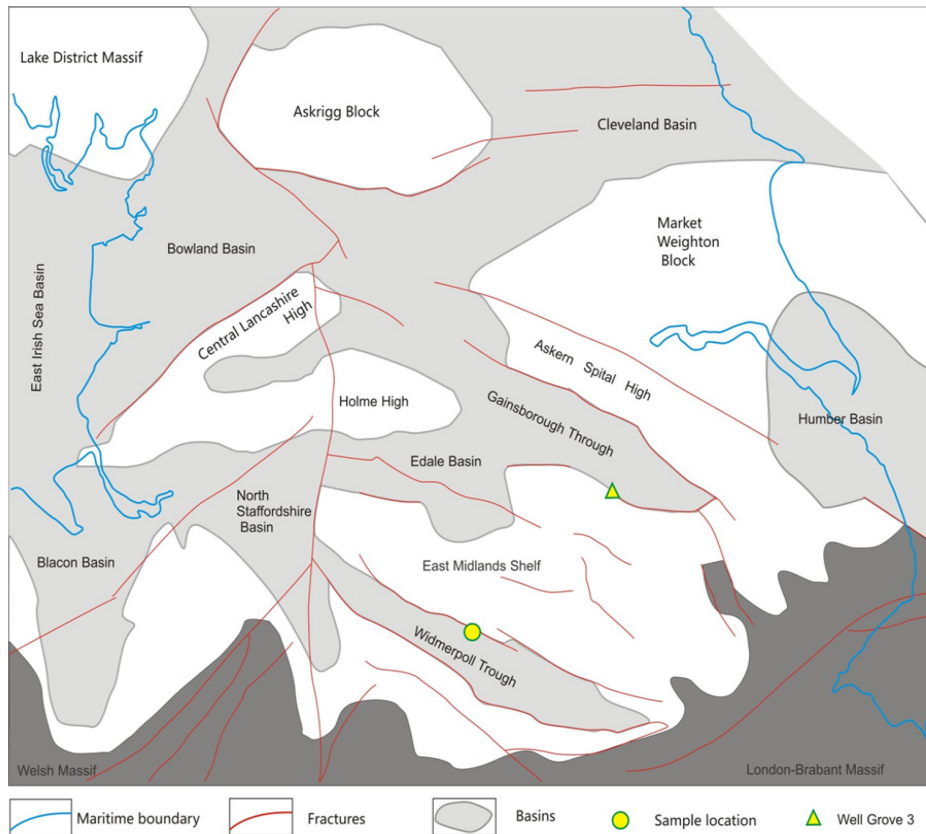 Lake District Massif
Askrigg Block
Cleveland Basin
Market
Weighton
Block
Bowland Basin
East Irish Sea Basin
Central Lancashire
High
Askern Spital High
Holme High
Gainsborough Through
Humber Basin
Edale Basin
North
Staffordshire
Basin
Blacon Basin
East Midlands Shelf
Widmerpoll Trough
Welsh Massif
London-Brabant Massif
Maritime boundary
Fractures
Basins
Sample location
Well Grove 3